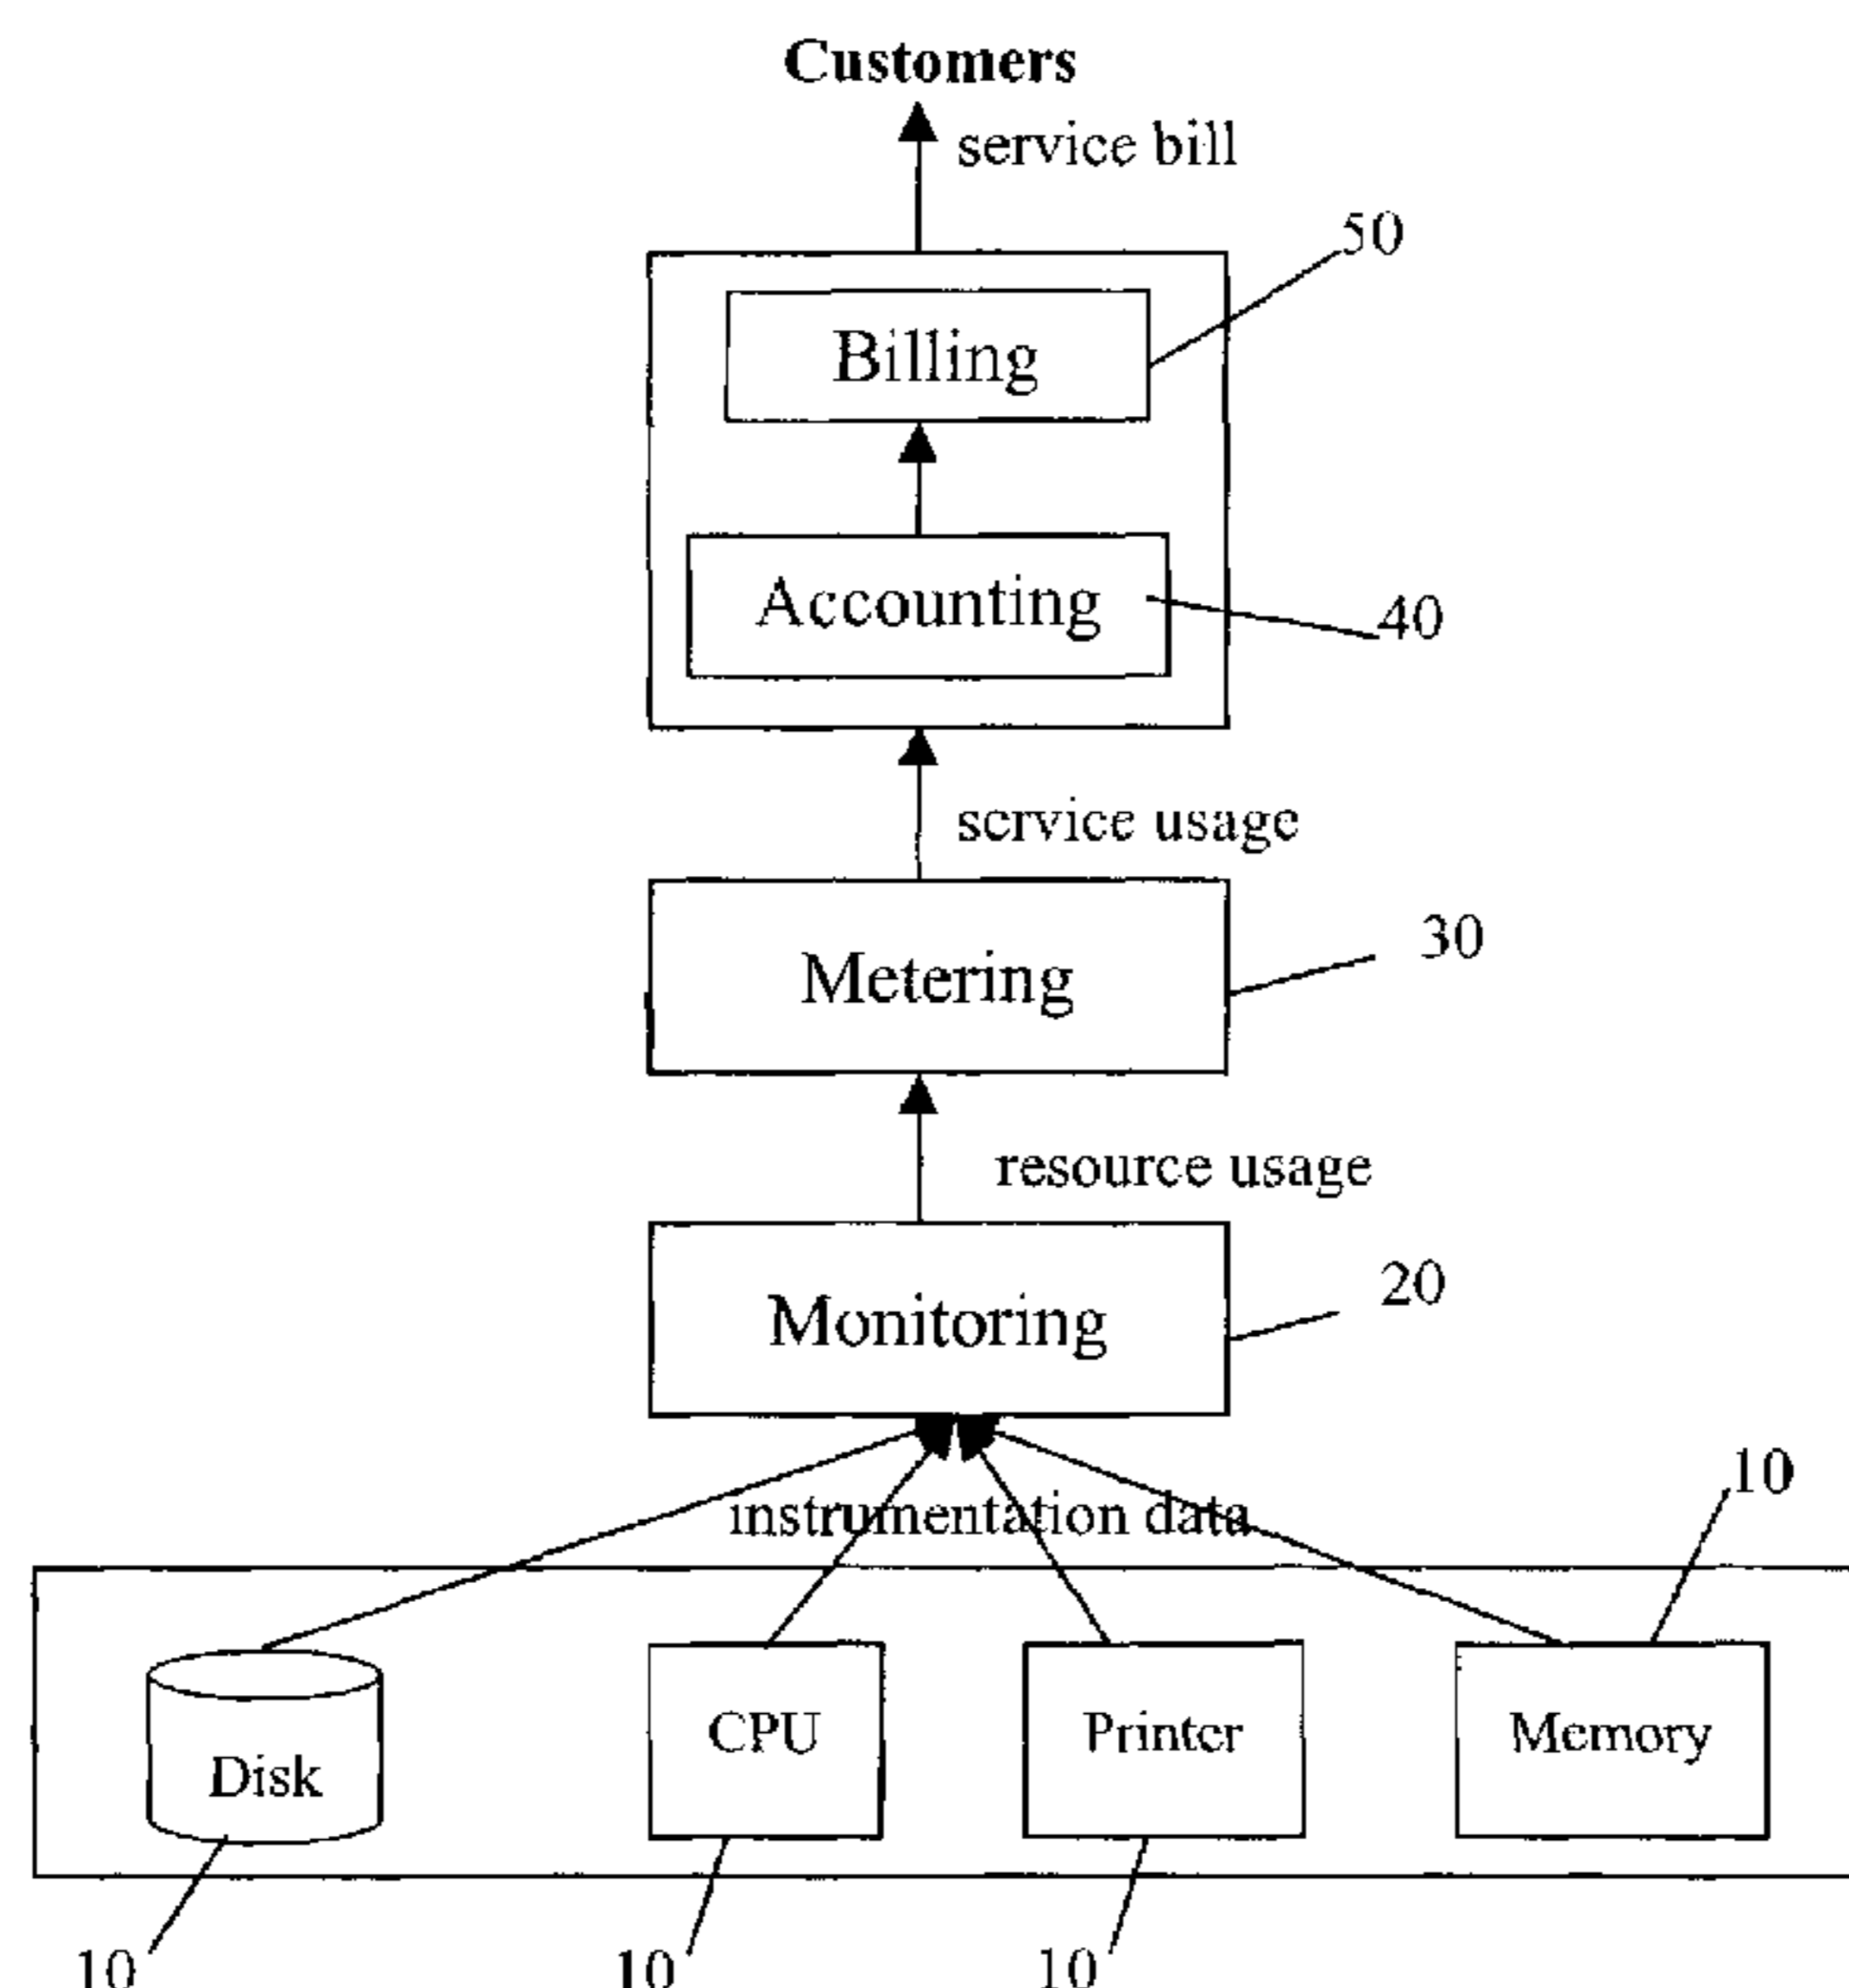 Customers
service bill
50
Billing
Accounting
40
service usage
30
Metering
resource usage
20
Monitoring
10
instrumentation data
CPU
Printer
Memory
Disk
10
10
10